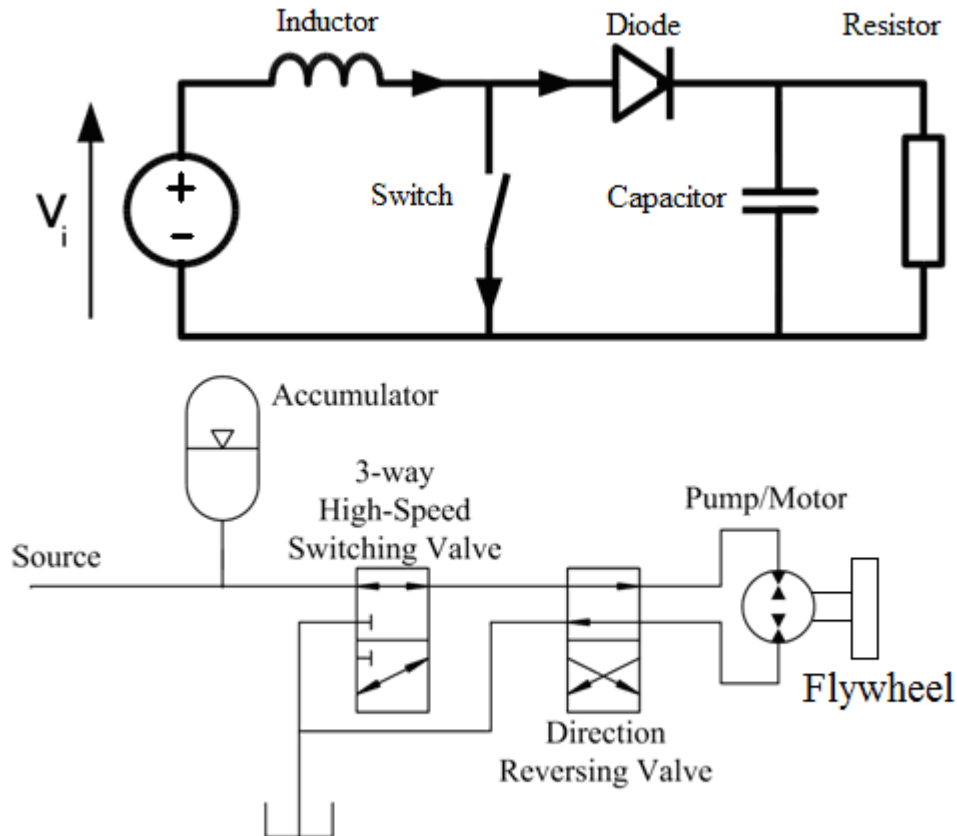 Inductor
Diode
Resistor
Vi
+
-
Switch
Capacitor
Accumulator
3-way
High-Speed
Switching Valve
Source
Pump/Motor
Flywheel
Direction
Reversing Valve